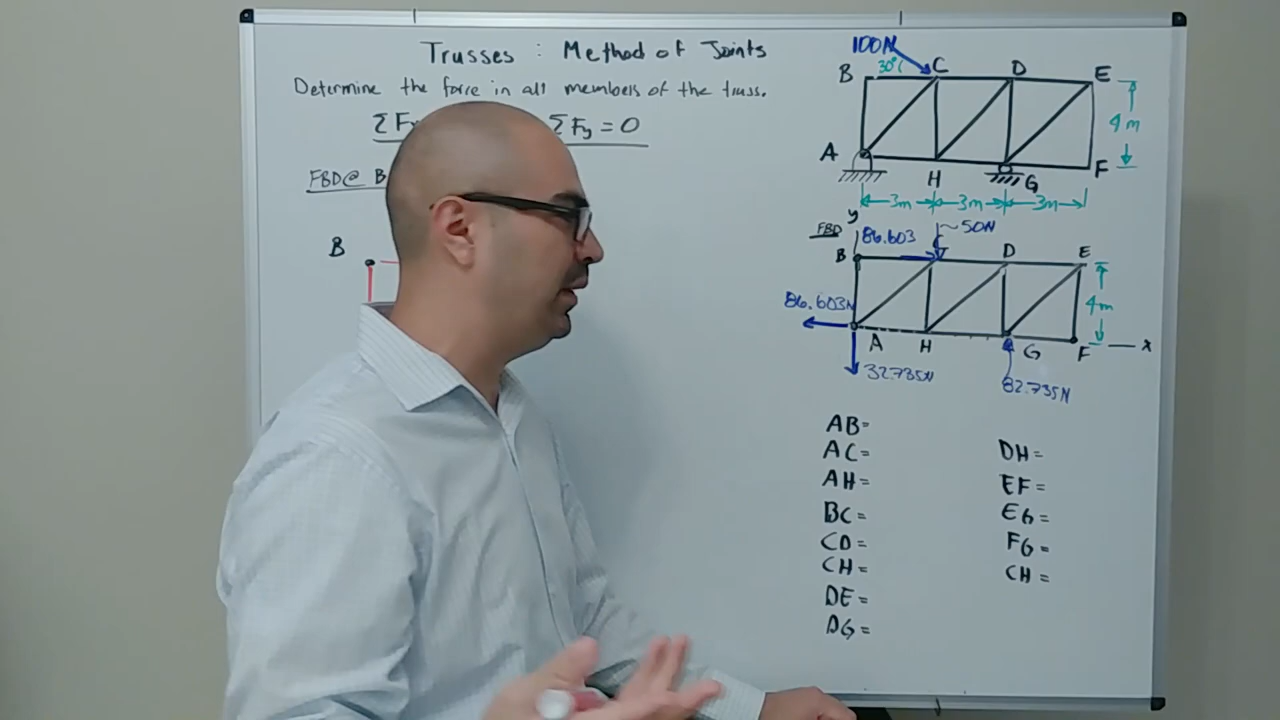 Trusses : Method of Joints
Determine the force in all members of the truss.
ΣF
ΣFy = 0
FBD@ B
B
100N
30°
B C D E
4m
A H G F
3m 3m 3m
y
FBD
86.603
50N
B C D E
86.603N
4m
A H G F x
32.735N
82.735N
AB=
AC=
AH=
BC=
CD=
CH=
DE=
DG=
DH=
EF=
EG=
FG=
CH=